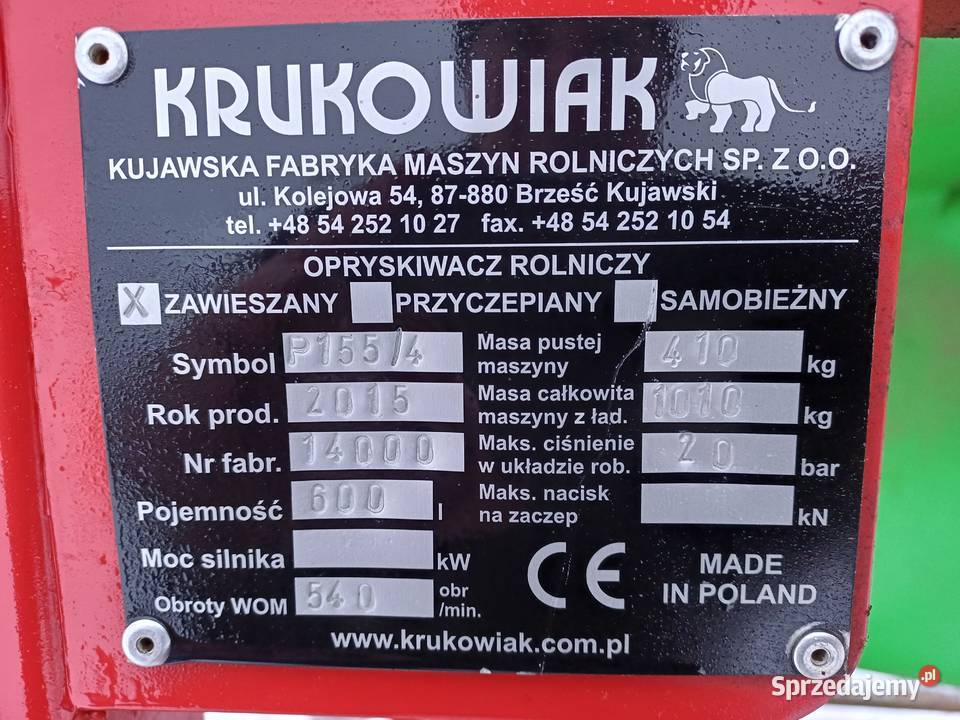 KRUKOWIAK
KUJAWSKA FABRYKA MASZYN ROLNICZYCH SP. Z O.O.
ul. Kolejowa 54, 87-880 Brześć Kujawski
tel. +48 54 252 10 27 fax. +48 54 252 10 54
OPRYSKIWACZ ROLNICZY
X ZAWIESZANY PRZYCZEPIANY SAMOBIEŻNY
Symbol P155/4
Rok prod. 2015
Nr fabr. 14000
Pojemność 600 l
Moc silnika kW
Obroty WOM 540 obr /min.
Masa pustej
maszyny 410 kg
Masa całkowita
maszyny z ład. 1010 kg
Maks. ciśnienie
w układzie rob. 20 bar
Maks. nacisk
na zaczep kN
CE
MADE
IN POLAND
www.krukowiak.com.pl
Sprzedajemy.pl